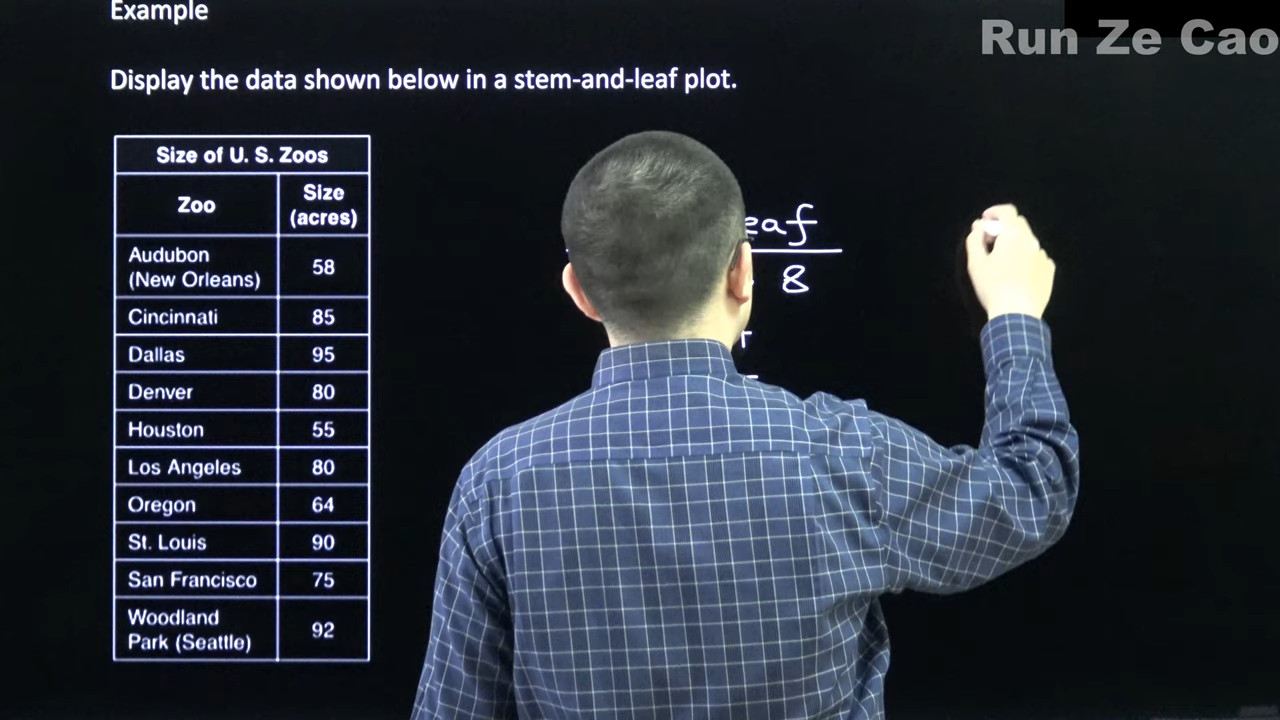 Example
Run Ze Cao
Display the data shown below in a stem-and-leaf plot.
Size of U. S. Zoos
Zoo Size (acres)
Audubon (New Orleans) 58
Cincinnati 85
Dallas 95
Denver 80
Houston 55
Los Angeles 80
Oregon 64
St. Louis 90
San Francisco 75
Woodland Park (Seattle) 92
eaf
8